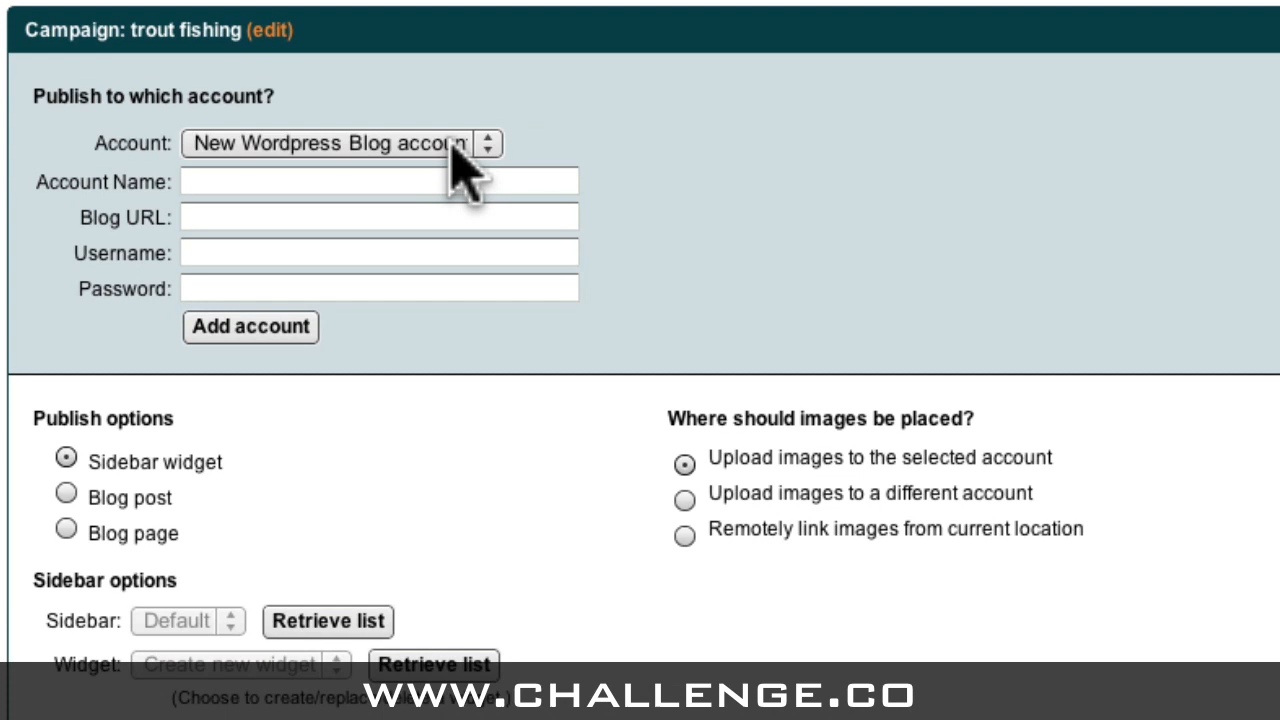 Campaign: trout fishing (edit)
Publish to which account?
Account: New Wordpress Blog account
Account Name:
Blog URL:
Username:
Password:
Add account
Publish options
Sidebar widget
Blog post
Blog page
Where should images be placed?
Upload images to the selected account
Upload images to a different account
Remotely link images from current location
Sidebar options
Sidebar: Default Retrieve list
Widget: Create new widget Retrieve list
(Choose to create/replace
WWW.CHALLENGE.CO